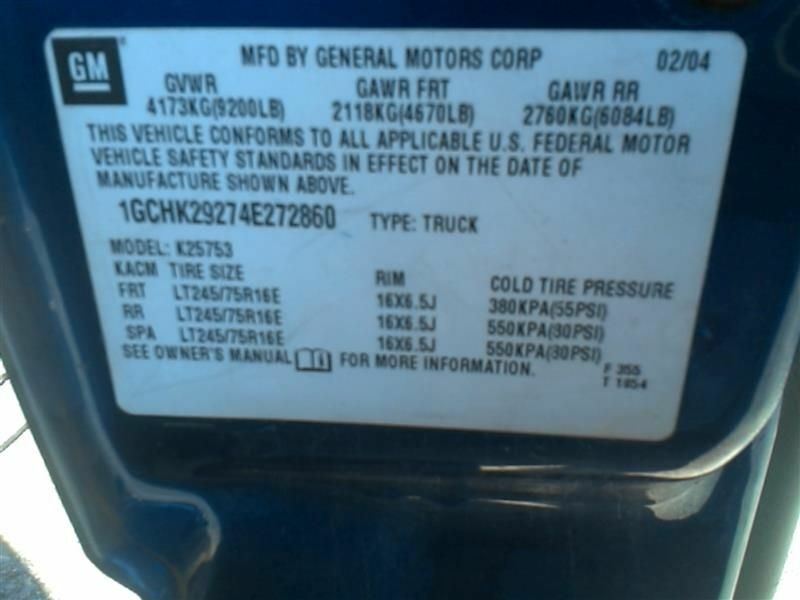 GM MFD BY GENERAL MOTORS CORP 02/04
GVWR GAWR FRT GAWR RR
4173KG(9200LB) 2118KG(4670LB) 2760KG(6084LB)
THIS VEHICLE CONFORMS TO ALL APPLICABLE U.S. FEDERAL MOTOR
VEHICLE SAFETY STANDARDS IN EFFECT ON THE DATE OF
MANUFACTURE SHOWN ABOVE.
1GCHK29274E272860 TYPE: TRUCK
MODEL: K25753
KACM TIRE SIZE RIM COLD TIRE PRESSURE
FRT LT245/75R16E 16X6.5J 380KPA(55PSI)
RR LT245/75R16E 16X6.5J 550KPA(30PSI)
SPA LT245/75R16E 16X6.5J 550KPA(30PSI)
SEE OWNER'S MANUAL FOR MORE INFORMATION.
F 355
T 1854